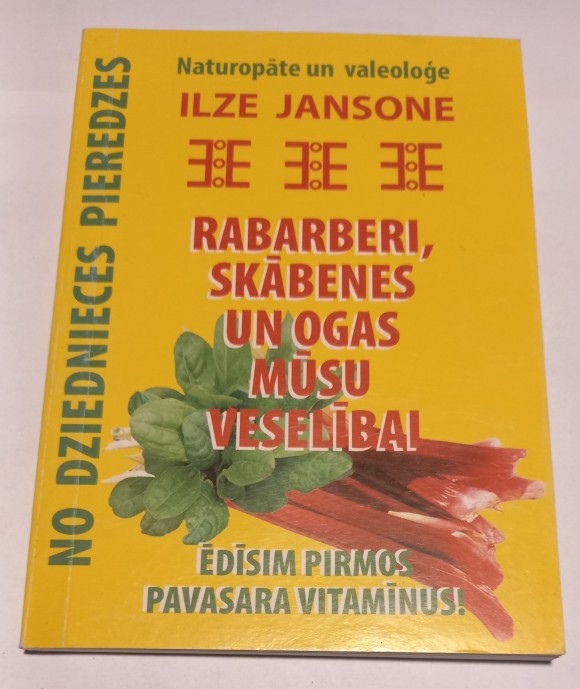 NO DZIEDNIECES PIEREDZES
Naturopāte un valeoloģe
ILZE JANSONE
RABARBERI,
SKĀBENES
UN OGAS
MŪSU
VESELĪBAI
ĒDĪSIM PIRMOS
PAVASARA VITAMĪNUS!